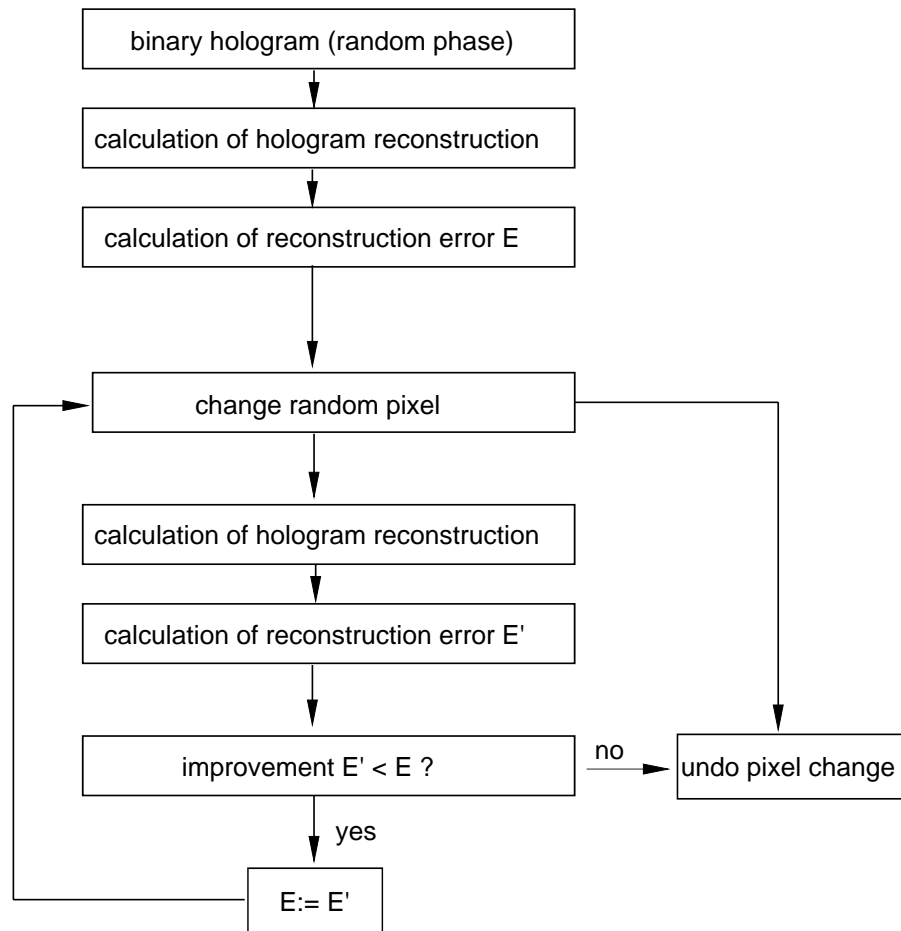 binary hologram (random phase)
calculation of hologram reconstruction
calculation of reconstruction error E
change random pixel
calculation of hologram reconstruction
calculation of reconstruction error E'
improvement E' < E ?
no
undo pixel change
yes
E:= E'